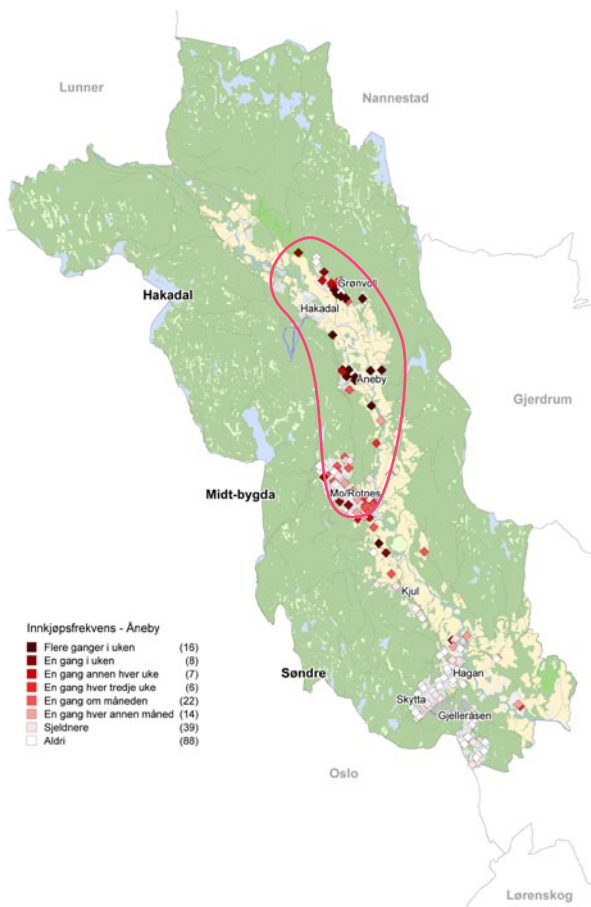 Lunner
Nannestad
Grønvoll
Hakadal
Hakadal
Åneby
Gjerdrum
Midt-bygda
Mo/Rotnes
Kjul
Innkjøpsfrekvens - Åneby
Flere ganger i uken (16)
En gang i uken (8)
En gang annen hver uke (7)
En gang hver tredje uke (6)
En gang om måneden (22)
En gang hver annen måned (14)
Sjeldnere (39)
Aldri (88)
Søndre
Hagan
Skytta
Gjelleråsen
Oslo
Lørenskog